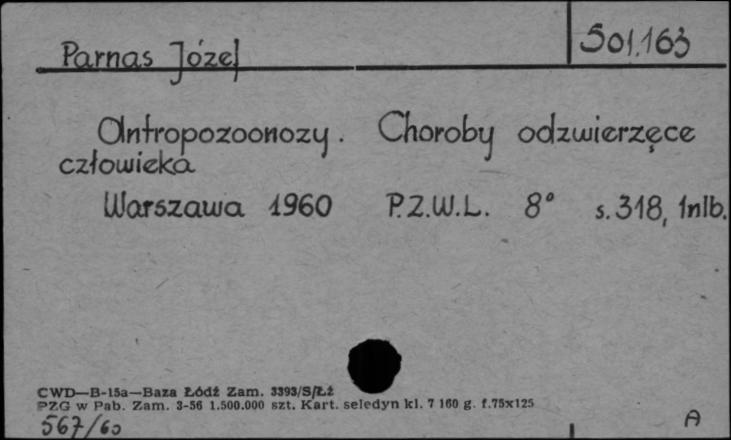 Parnas Józef
501.163
Antropozoonozy. Choroby odzwierzęce
człowieka
Warszawa 1960 P.Z.W.L. 8° s. 318, 1nlb.
CWD—B-15a—Baza Łódź Zam. 3393/S/Łź
PZG w Pab. Zam. 3-56 1.500.000 szt. Kart. seledyn kl. 7 160 g. f.75x125
567/60
A